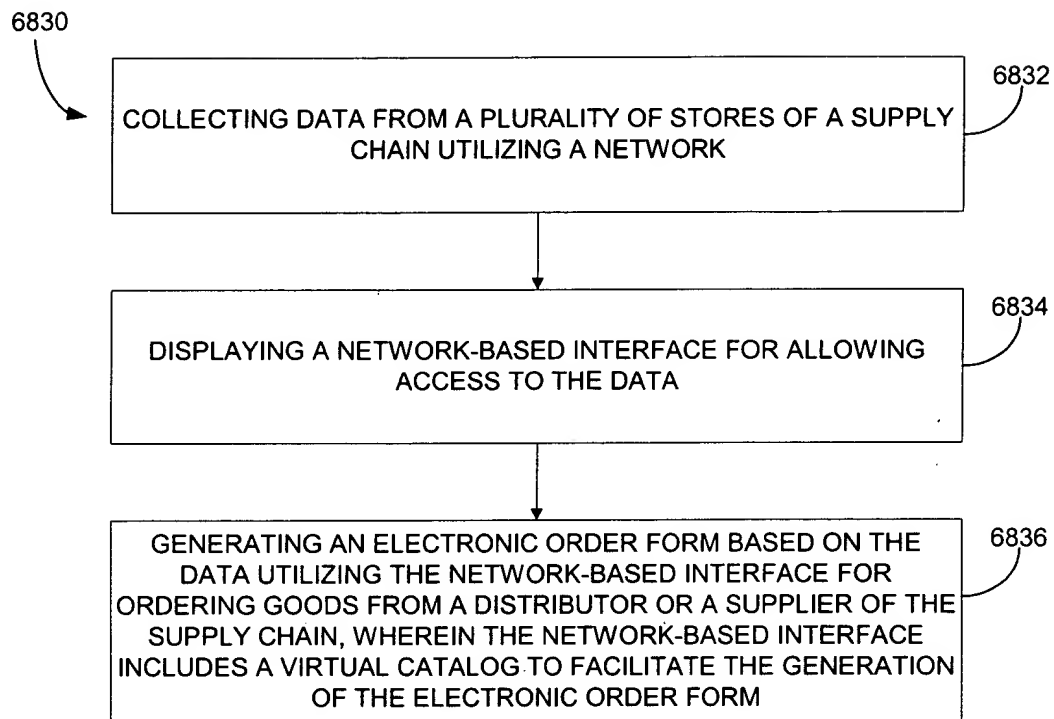 6830
6832
COLLECTING DATA FROM A PLURALITY OF STORES OF A SUPPLY
CHAIN UTILIZING A NETWORK
6834
DISPLAYING A NETWORK-BASED INTERFACE FOR ALLOWING
ACCESS TO THE DATA
6836
GENERATING AN ELECTRONIC ORDER FORM BASED ON THE
DATA UTILIZING THE NETWORK-BASED INTERFACE FOR
ORDERING GOODS FROM A DISTRIBUTOR OR A SUPPLIER OF THE
SUPPLY CHAIN, WHEREIN THE NETWORK-BASED INTERFACE
INCLUDES A VIRTUAL CATALOG TO FACILITATE THE GENERATION
OF THE ELECTRONIC ORDER FORM